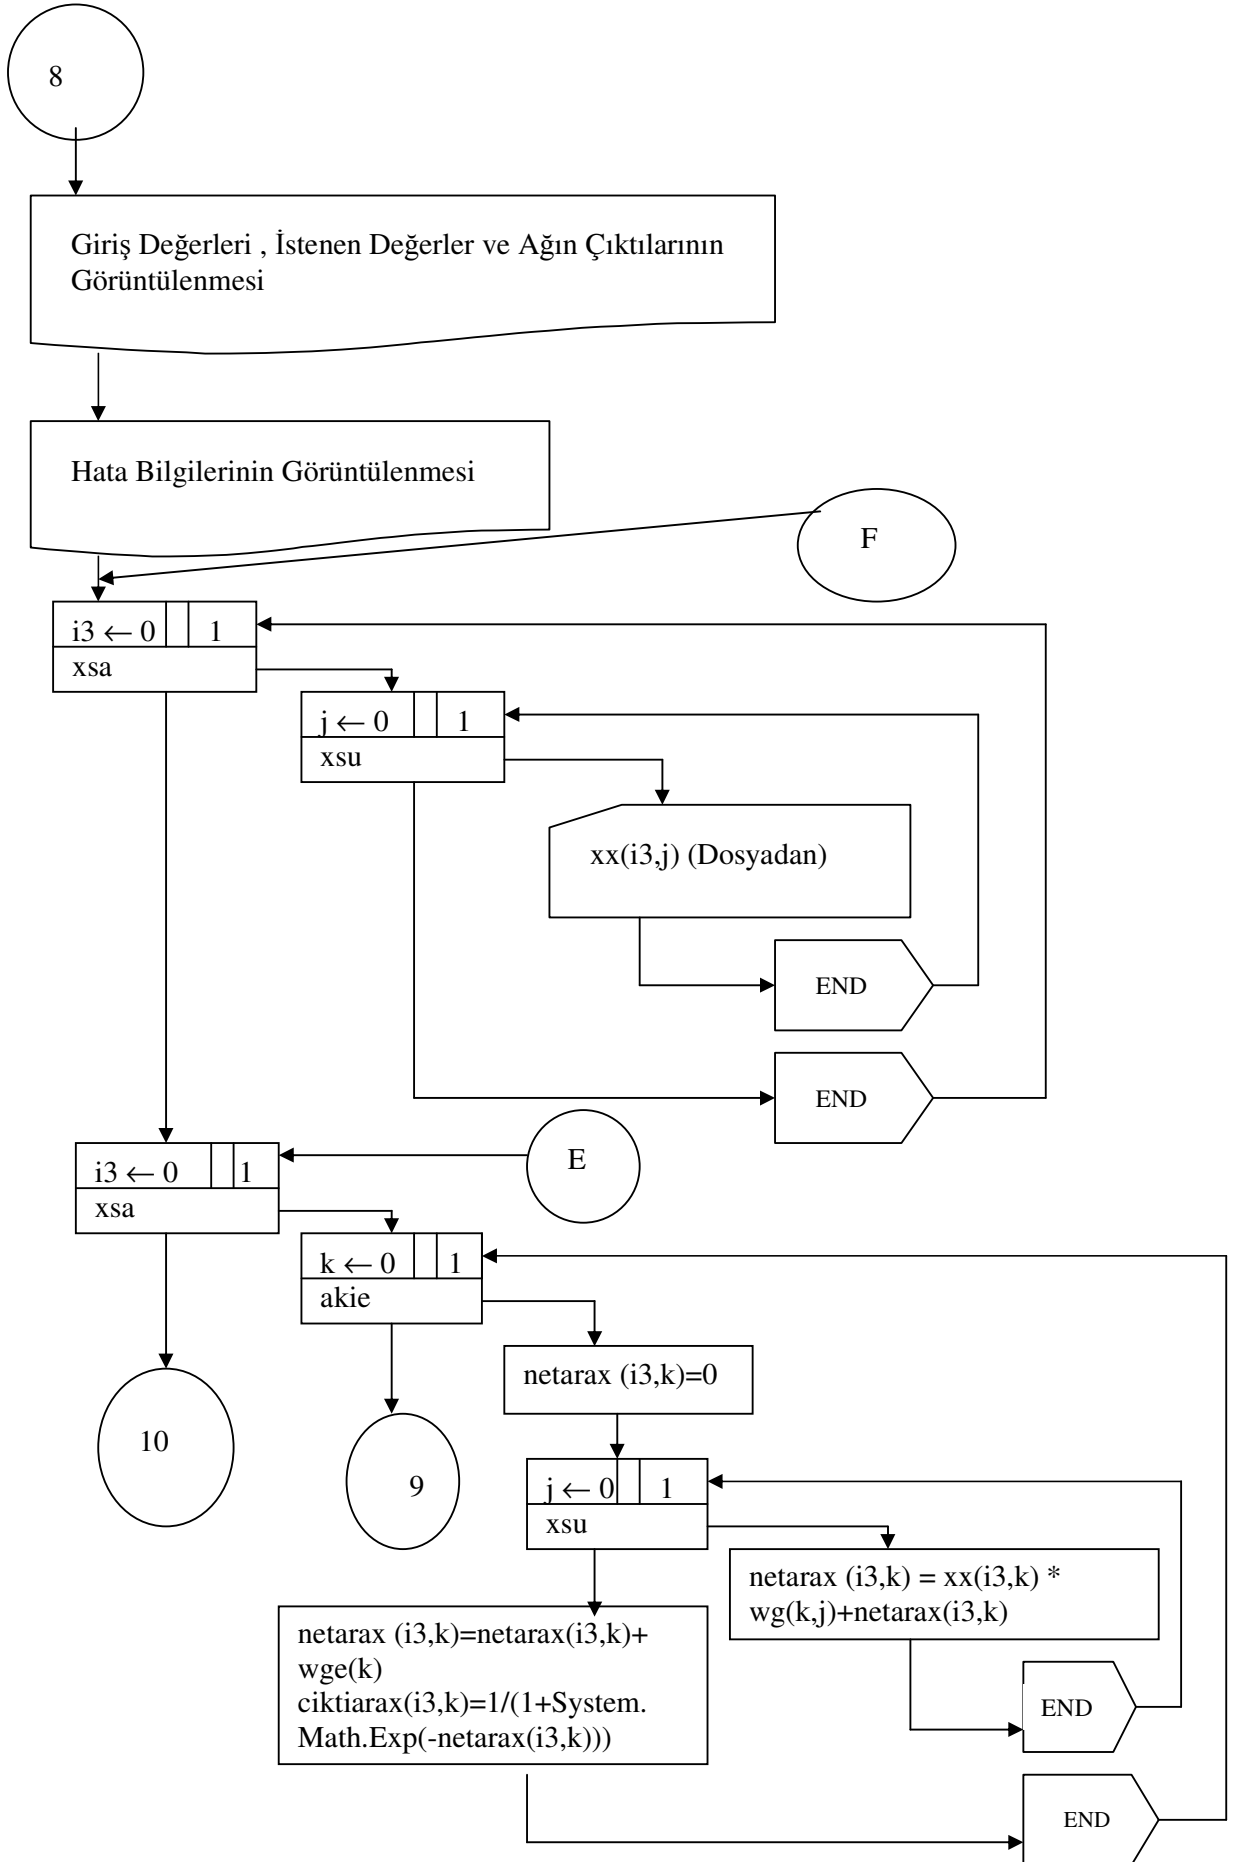 8
Giriş Değerleri , İstenen Değerler ve Ağın Çıktılarının
Görüntülenmesi
Hata Bilgilerinin Görüntülenmesi
F
i3 ← 0 1
xsa
j ← 0 1
xsu
xx(i3,j) (Dosyadan)
END
END
E
i3 ← 0 1
xsa
k ← 0 1
akie
netarax (i3,k)=0
10
9
j ← 0 1
xsu
netarax (i3,k) = xx(i3,k) *
wg(k,j)+netarax(i3,k)
netarax (i3,k)=netarax(i3,k)+
wge(k)
ciktiarax(i3,k)=1/(1+System.
Math.Exp(-netarax(i3,k)))
END
END